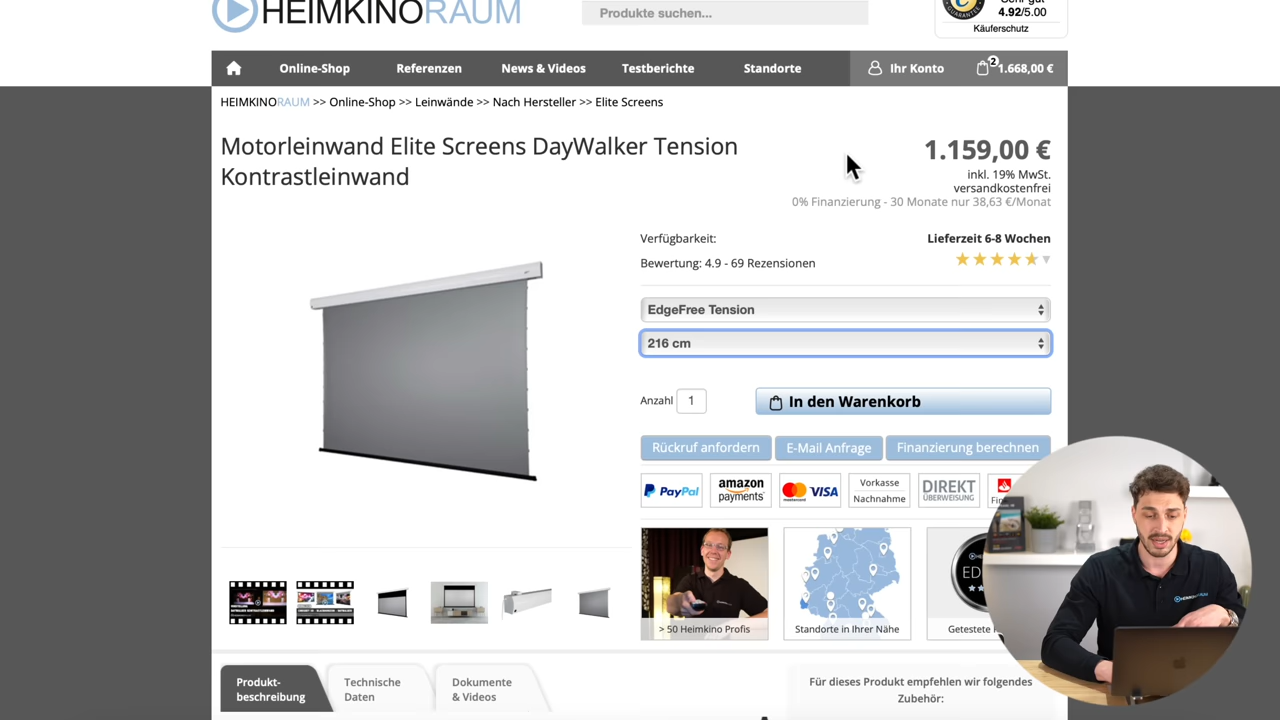 HEIMKINORAUM
Produkte suchen...
4.92/5.00
Käuferschutz
Online-Shop
Referenzen
News & Videos
Testberichte
Standorte
Ihr Konto
2
1.668,00 €
HEIMKINORAUM >> Online-Shop >> Leinwände >> Nach Hersteller >> Elite Screens
Motorleinwand Elite Screens DayWalker Tension
Kontrastleinwand
1.159,00 €
inkl. 19% MwSt.
versandkostenfrei
0% Finanzierung - 30 Monate nur 38,63 €/Monat
Verfügbarkeit:
Lieferzeit 6-8 Wochen
Bewertung: 4.9 - 69 Rezensionen
EdgeFree Tension
216 cm
Anzahl
1
In den Warenkorb
Rückruf anfordern
E-Mail Anfrage
Finanzierung berechnen
PayPal
amazon
payments
mastercard
VISA
Vorkasse
Nachnahme
DIREKT
ÜBERWEISUNG
> 50 Heimkino Profis
Standorte in Ihrer Nähe
Getestete
Produkt-
beschreibung
Technische
Daten
Dokumente
& Videos
Für dieses Produkt empfehlen wir folgendes
Zubehör: